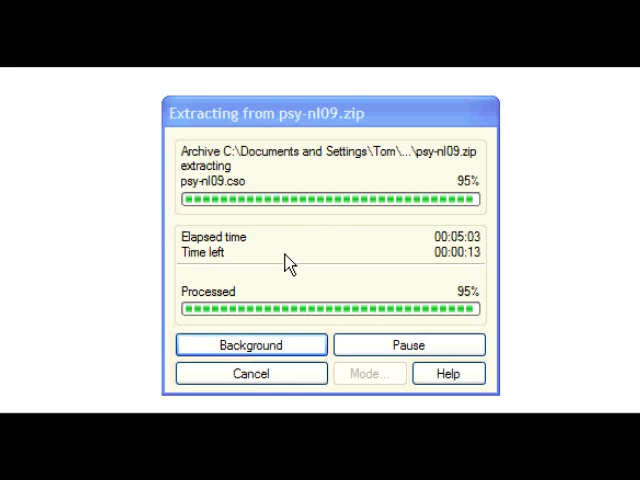 Extracting from psy-nl09.zip
Archive C:\Documents and Settings\Tom\...\psy-nl09.zip
extracting
psy-nl09.cso 95%
Elapsed time 00:05:03
Time left 00:00:13
Processed 95%
Background Pause
Cancel Mode... Help